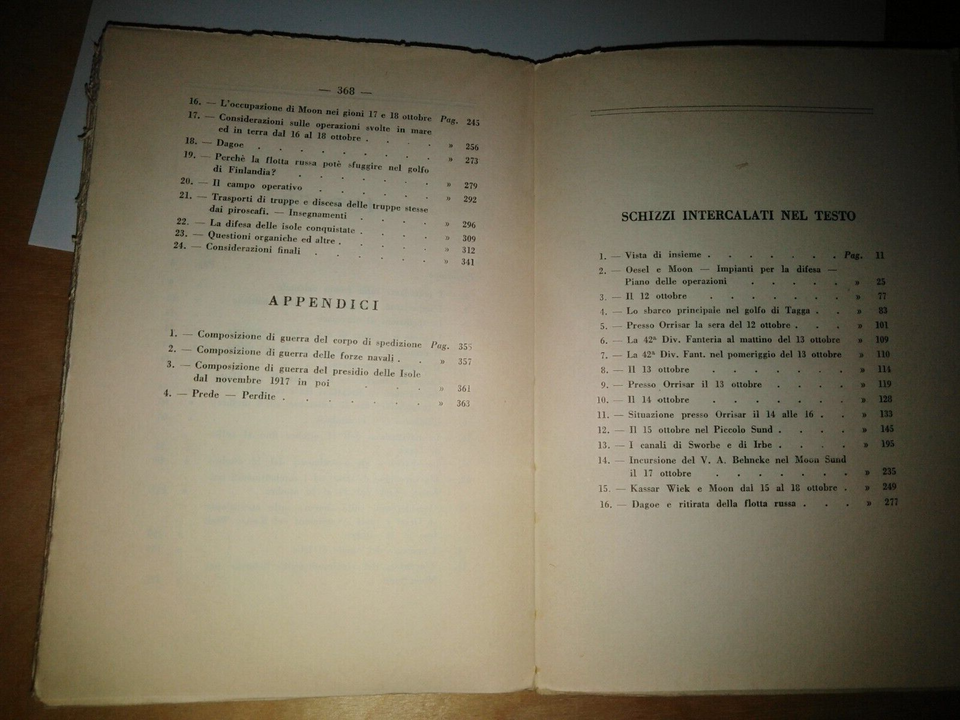 — 368 —
16. — L'occupazione di Moon nei gioni 17 e 18 ottobre Pag. 245
17. — Considerazioni sulle operazioni svolte in mare
ed in terra dal 16 al 18 ottobre . . . . » 256
18. — Dagoe . . . . . . . . » 273
19. — Perchè la flotta russa potè sfuggire nel golfo
di Finlandia? . . . . . . . » 279
20. — Il campo operativo . . . . . » 292
21. — Trasporti di truppe e discesa delle truppe stesse
dai piroscafi. — Insegnamenti . . . . » 296
22. — La difesa delle isole conquistate . . . . » 309
23. — Questioni organiche ed altre . . . . . » 312
24. — Considerazioni finali . . . . . . » 341
APPENDICI
1. — Composizione di guerra del corpo di spedizione Pag. 355
2. — Composizione di guerra delle forze navali . . » 357
3. — Composizione di guerra del presidio delle Isole
dal novembre 1917 in poi . . . . » 361
4. — Prede — Perdite . . . . . . » 363
SCHIZZI INTERCALATI NEL TESTO
1. — Vista di insieme . . . . . . . Pag. 11
2. — Oesel e Moon — Impianti per la difesa —
Piano delle operazioni . . . . . » 25
3. — Il 12 ottobre . . . . . . . » 77
4. — Lo sbarco principale nel golfo di Tagga . . » 83
5. — Presso Orrisar la sera del 12 ottobre . . . » 101
6. — La 42ª Div. Fanteria al mattino del 13 ottobre » 109
7. — La 42ª Div. Fant. nel pomeriggio del 13 ottobre » 110
8. — Il 13 ottobre . . . . . . . » 114
9. — Presso Orrisar il 13 ottobre . . . . » 119
10. — Il 14 ottobre . . . . . . . » 128
11. — Situazione presso Orrisar il 14 alle 16 . . » 133
12. — Il 15 ottobre nel Piccolo Sund . . . . » 145
13. — I canali di Sworbe e di Irbe . . . . . » 195
14. — Incursione del V. A. Behncke nel Moon Sund
il 17 ottobre . . . . . . . » 235
15. — Kassar Wiek e Moon dal 15 al 18 ottobre . » 249
16. — Dagoe e ritirata della flotta russa . . . » 277